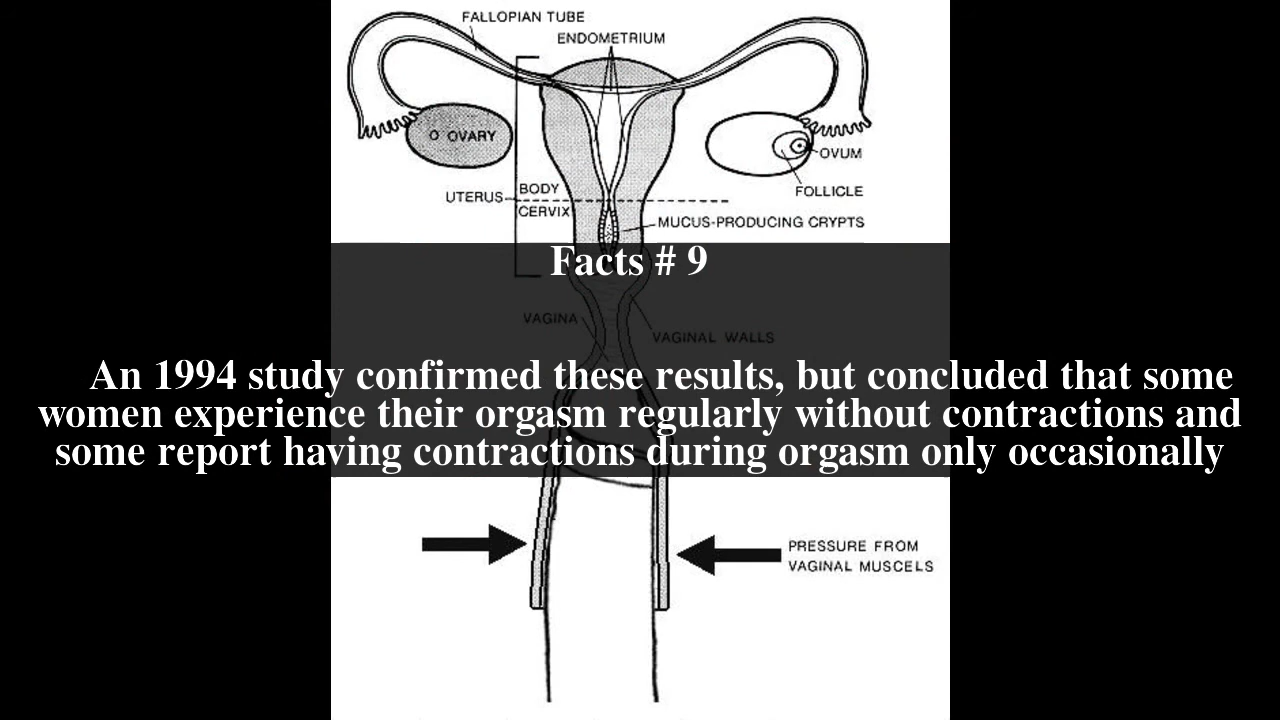 FALLOPIAN TUBE
ENDOMETRIUM
O OVARY
OVUM
FOLLICLE
UTERUS
BODY
CERVIX
MUCUS-PRODUCING CRYPTS
Facts # 9
VAGINA
VAGINAL WALLS
An 1994 study confirmed these results, but concluded that some
women experience their orgasm regularly without contractions and
some report having contractions during orgasm only occasionally
PRESSURE FROM
VAGINAL MUSCELS